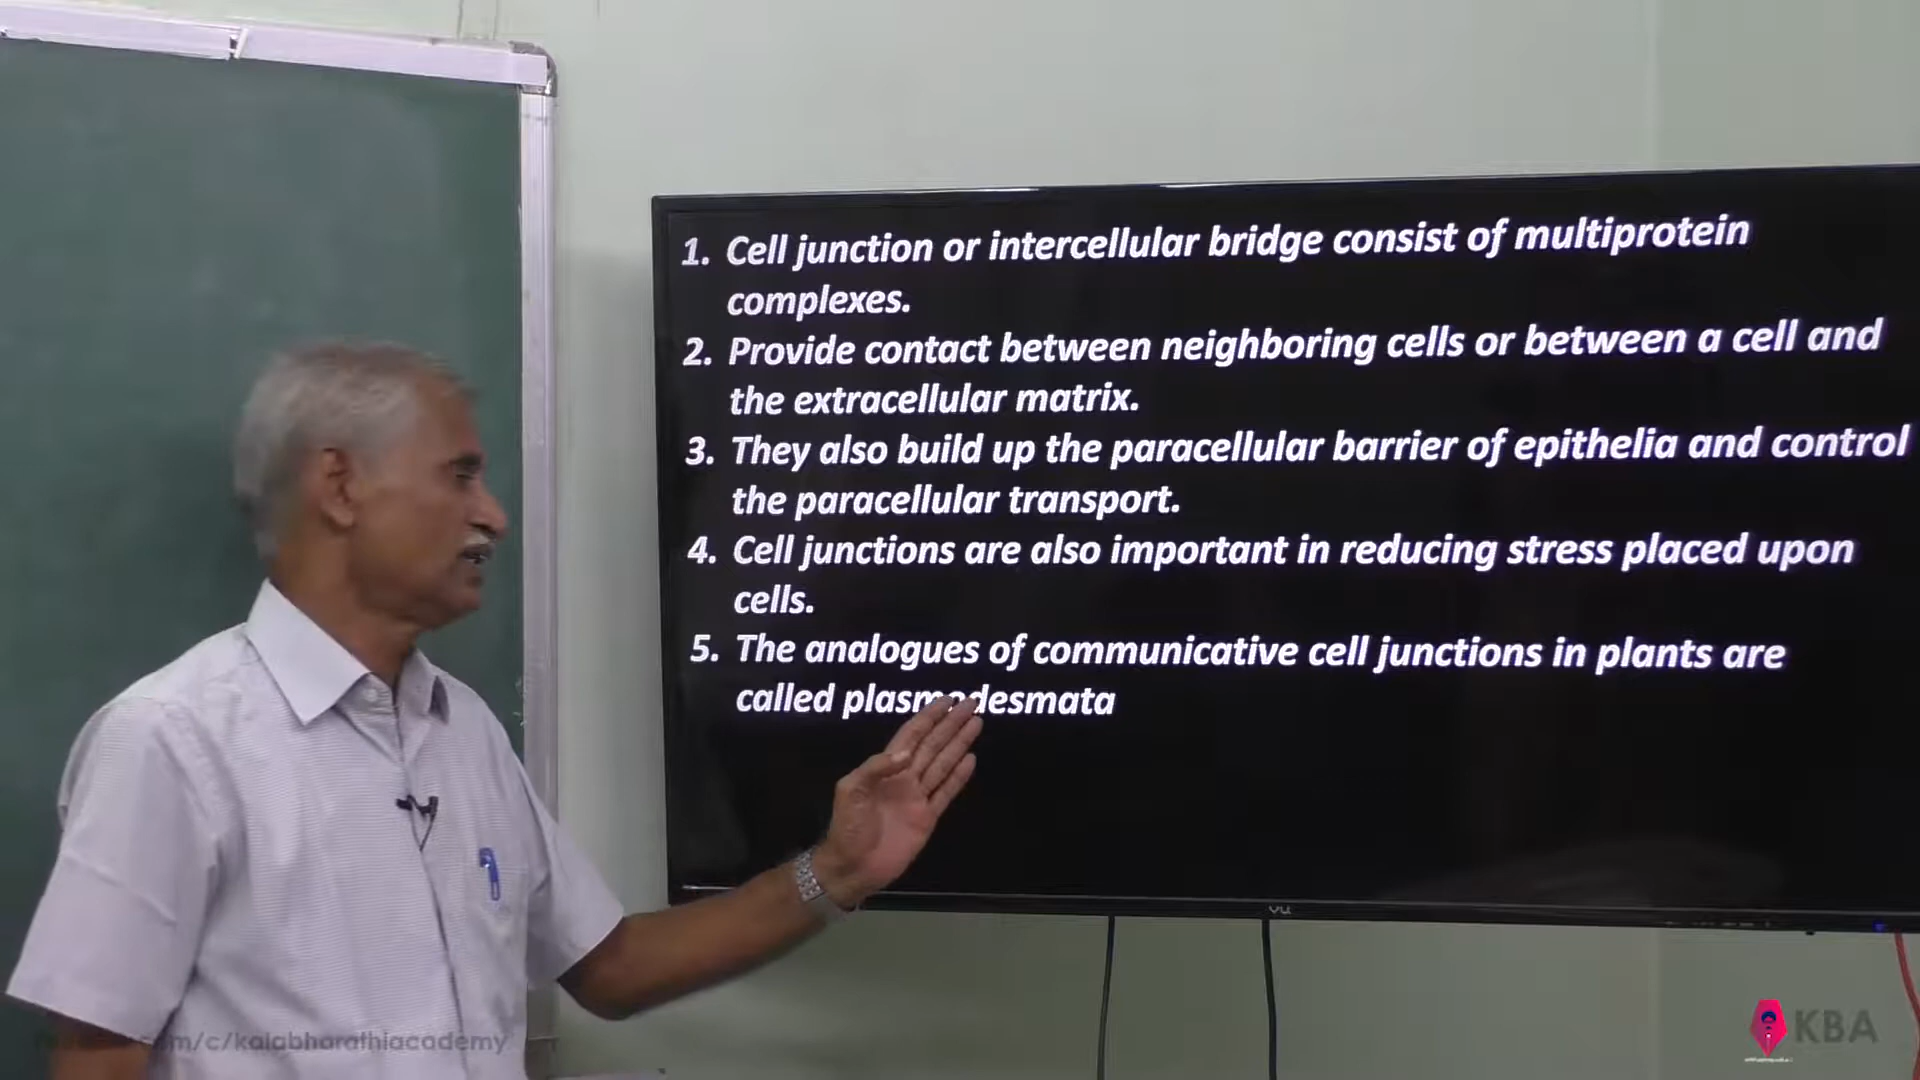 1. Cell junction or intercellular bridge consist of multiprotein
complexes.
2. Provide contact between neighboring cells or between a cell and
the extracellular matrix.
3. They also build up the paracellular barrier of epithelia and control
the paracellular transport.
4. Cell junctions are also important in reducing stress placed upon
cells.
5. The analogues of communicative cell junctions in plants are
called plasmodesmata
VU
KBA
om/c/kalabharathiacademy